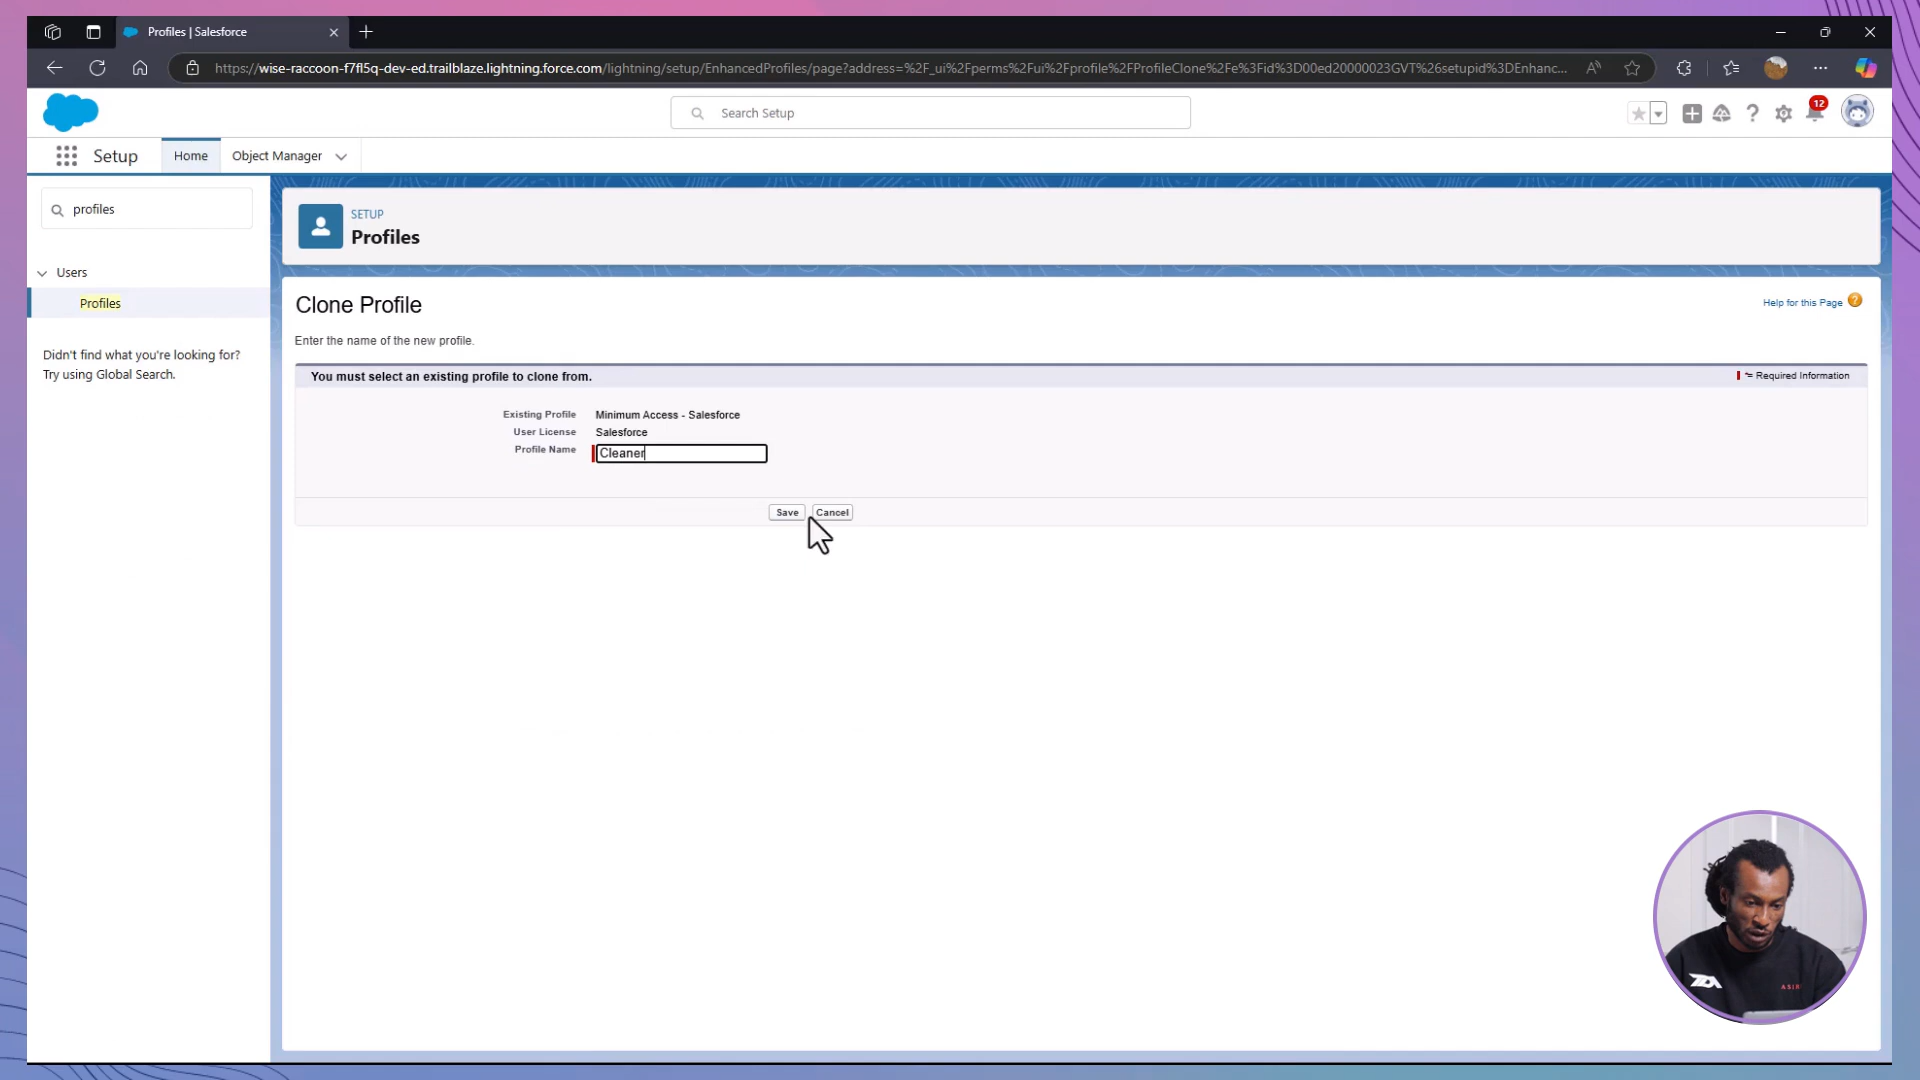 Profiles | Salesforce
https://wise-raccoon-f7fl5q-dev-ed.trailblaze.lightning.force.com/lightning/setup/EnhancedProfiles/page?address=%2F_ui%2Fperms%2Fui%2Fprofile%2FProfileClone%2Fe%3Fid%3D00ed20000023GVT%26setupid%3DEnhanc...
Search Setup
12
Setup
Home
Object Manager
profiles
Users
Profiles
Didn't find what you're looking for?
Try using Global Search.
SETUP
Profiles
Clone Profile
Help for this Page
Enter the name of the new profile.
You must select an existing profile to clone from.
= Required Information
Existing Profile Minimum Access - Salesforce
User License Salesforce
Profile Name Cleaner
Save Cancel